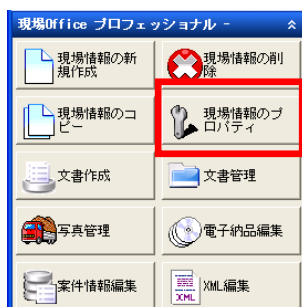 現場Office プロフェッショナル -
現場情報の新
規作成
現場情報の削
除
現場情報のコ
ピー
現場情報のプ
ロパティ
文書作成
文書管理
写真管理
電子納品編集
案件情報編集
XML
XML編集